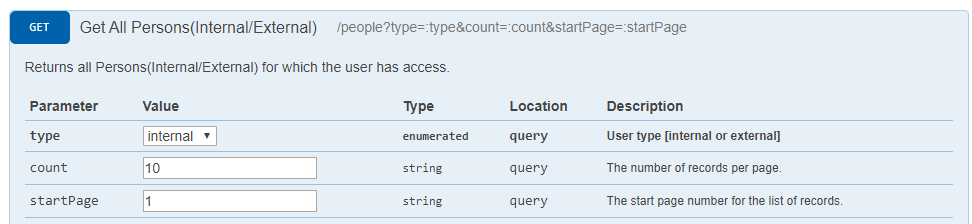 GET Get All Persons(Internal/External) /people?type=:type&count=:count&startPage=:startPage
Returns all Persons(Internal/External) for which the user has access.
Parameter Value Type Location Description
type internal enumerated query User type [internal or external]
count 10 string query The number of records per page.
startPage 1 string query The start page number for the list of records.